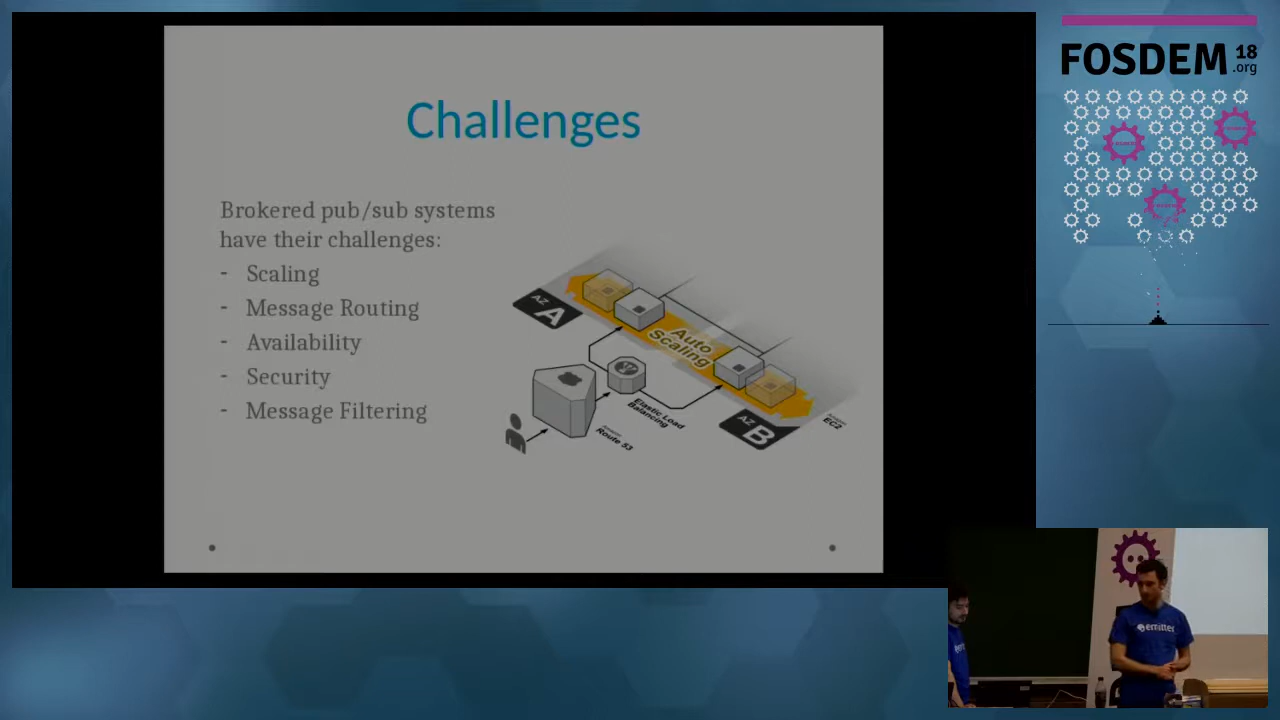 Challenges
Brokered pub/sub systems
have their challenges:
- Scaling
- Message Routing
- Availability
- Security
- Message Filtering
AZ
A
Auto
Scaling
Elastic Load
Balancing
Route 53
AZ
B
EC2
FOSDEM 18
.org
emitter